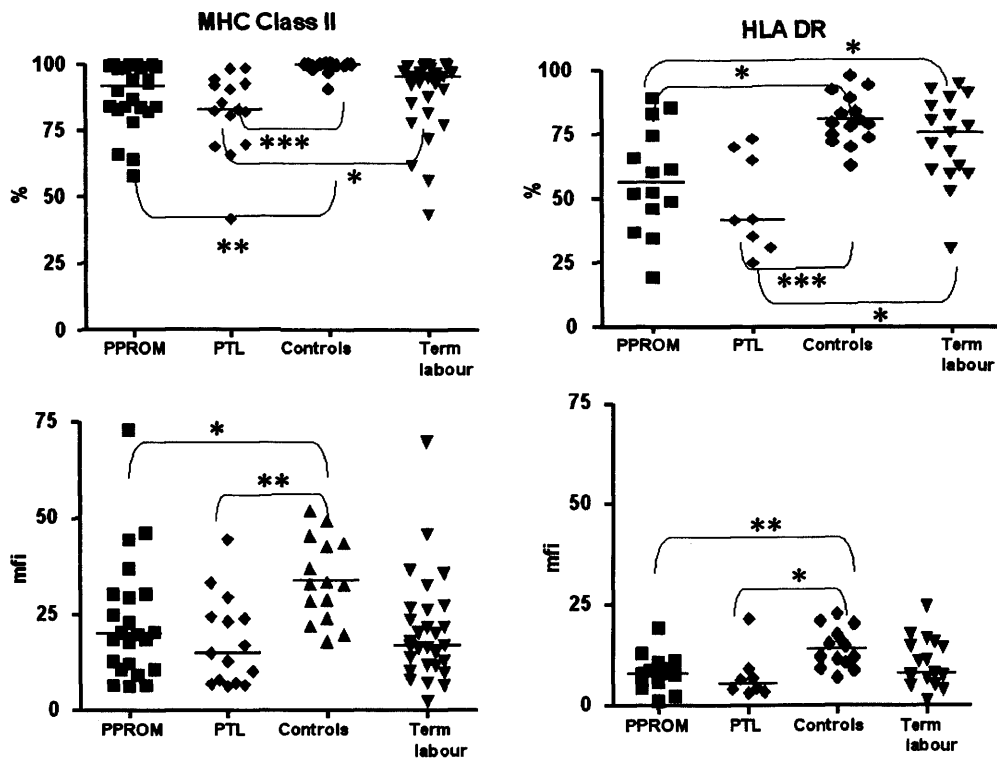 MHC Class II
HLA DR
100
75
50
25
0
%
***
*
**
PPROM
PTL
Controls
Term
labour
100
75
50
25
0
%
*
*
***
*
PPROM
PTL
Controls
Term
labour
75
50
25
0
mfi
*
**
PPROM
PTL
Controls
Term
labour
75
50
25
0
mfi
**
*
PPROM
PTL
Controls
Term
labour